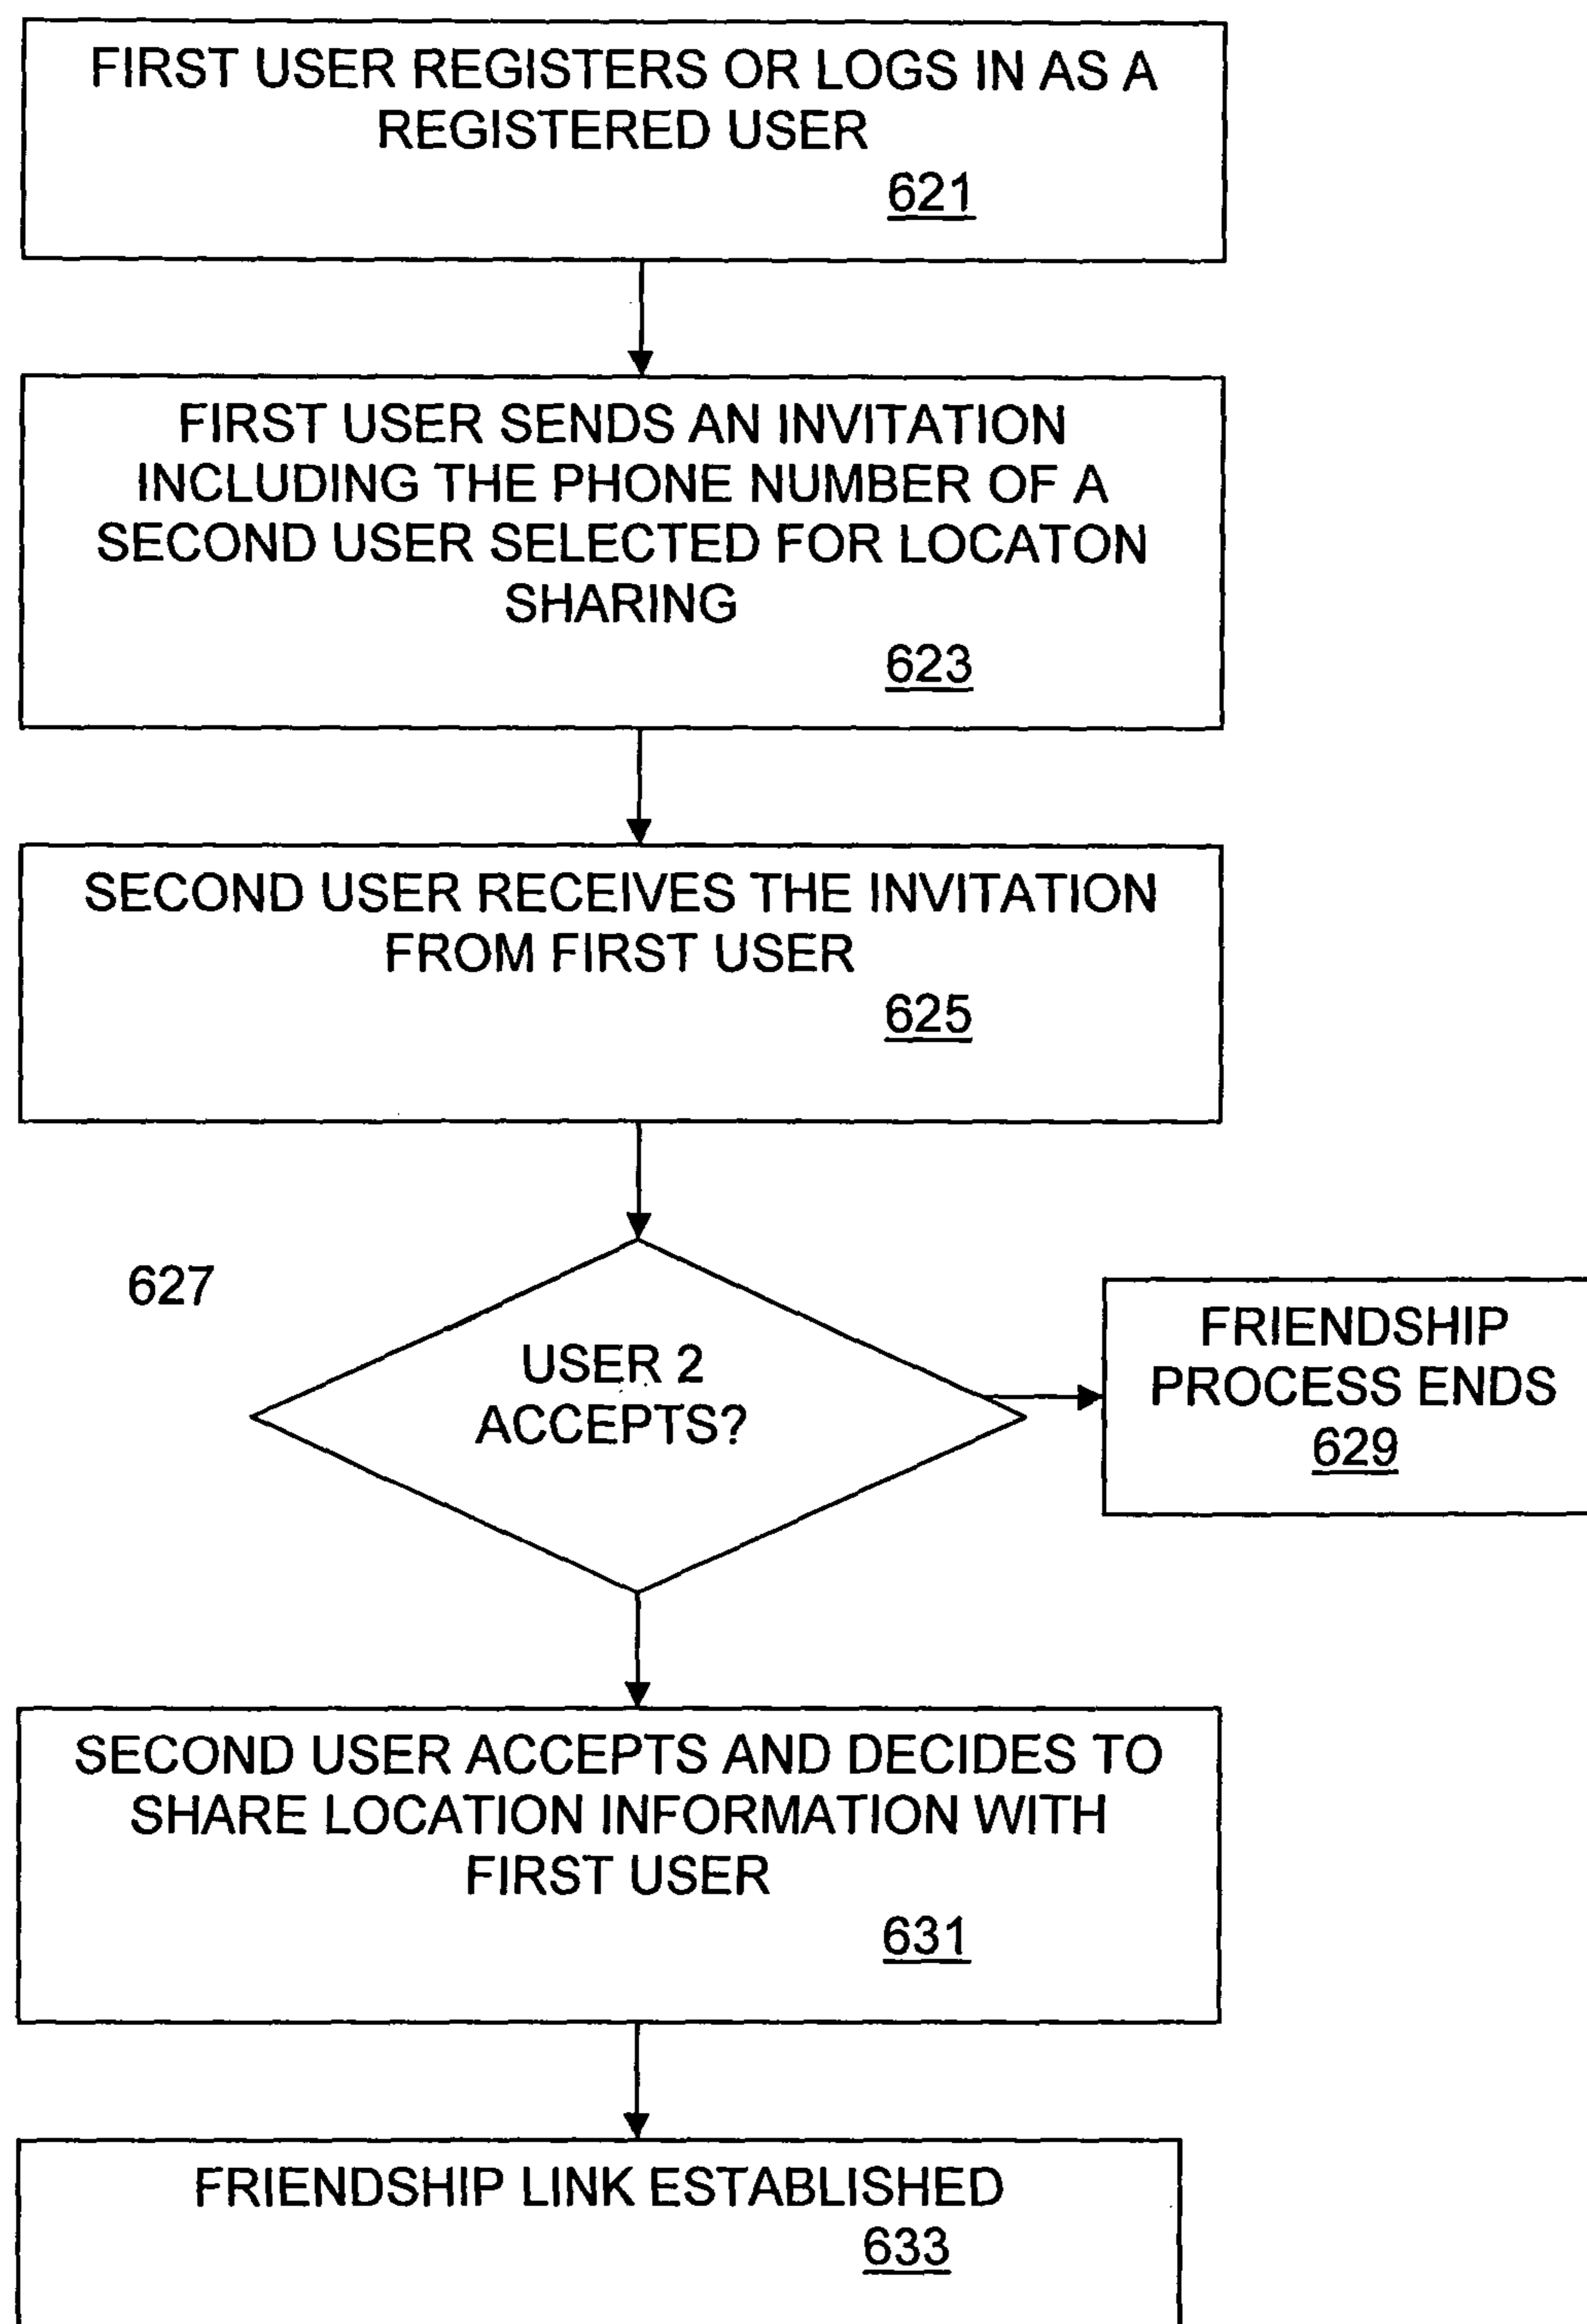 FIRST USER REGISTERS OR LOGS IN AS A
REGISTERED USER
621
FIRST USER SENDS AN INVITATION
INCLUDING THE PHONE NUMBER OF A
SECOND USER SELECTED FOR LOCATON
SHARING
623
SECOND USER RECEIVES THE INVITATION
FROM FIRST USER
625
627
USER 2
ACCEPTS?
FRIENDSHIP
PROCESS ENDS
629
SECOND USER ACCEPTS AND DECIDES TO
SHARE LOCATION INFORMATION WITH
FIRST USER
631
FRIENDSHIP LINK ESTABLISHED
633